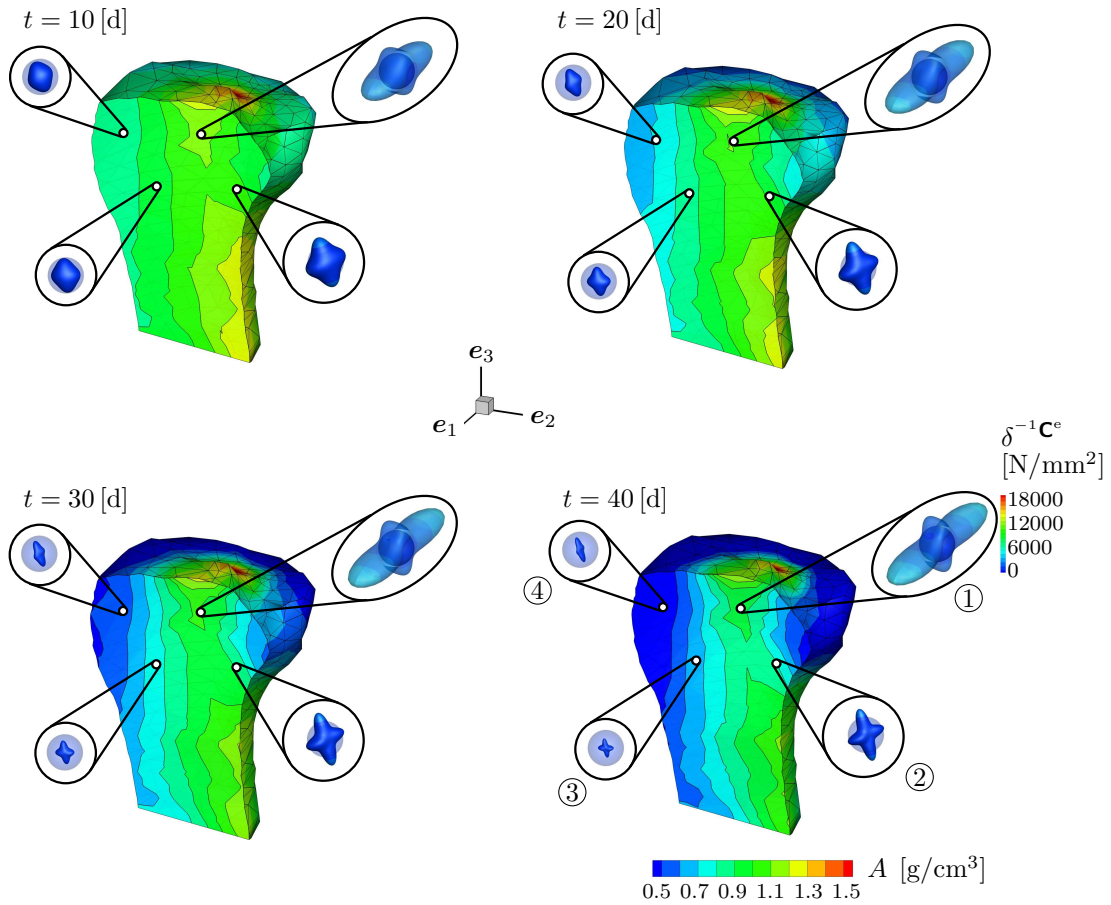 t = 10 [d]
t = 20 [d]
e₃
e₂
e₁
δ⁻¹Cᵉ
[N/mm²]
t = 30 [d]
t = 40 [d]
18000
12000
6000
0
④
①
③
②
A [g/cm³]
0.5 0.7 0.9 1.1 1.3 1.5